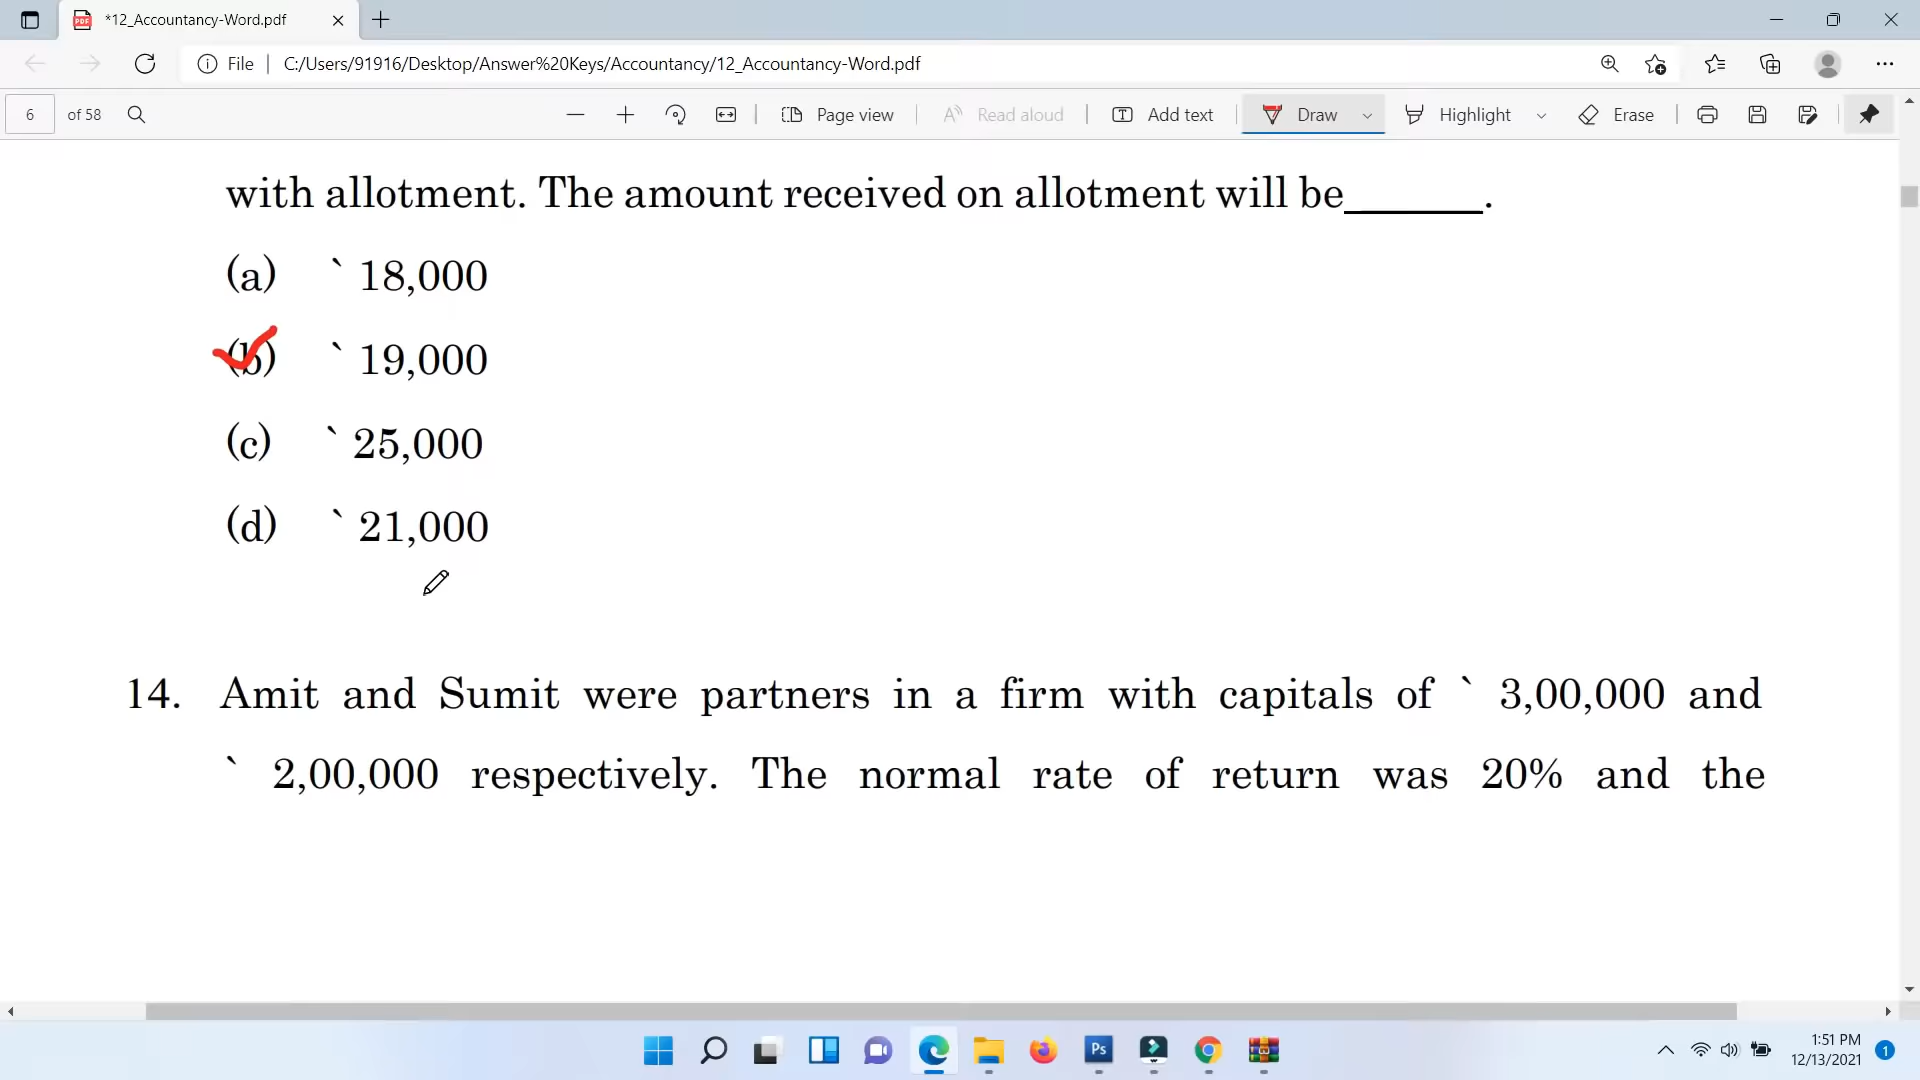 *12_Accountancy-Word.pdf
File
C:/Users/91916/Desktop/Answer%20Keys/Accountancy/12_Accountancy-Word.pdf
6 of 58
Page view
Read aloud
Add text
Draw
Highlight
Erase
with allotment. The amount received on allotment will be______.
(a) ` 18,000
(b) ` 19,000
(c) ` 25,000
(d) ` 21,000
14. Amit and Sumit were partners in a firm with capitals of ` 3,00,000 and
` 2,00,000 respectively. The normal rate of return was 20% and the
Ps
1:51 PM
12/13/2021
1